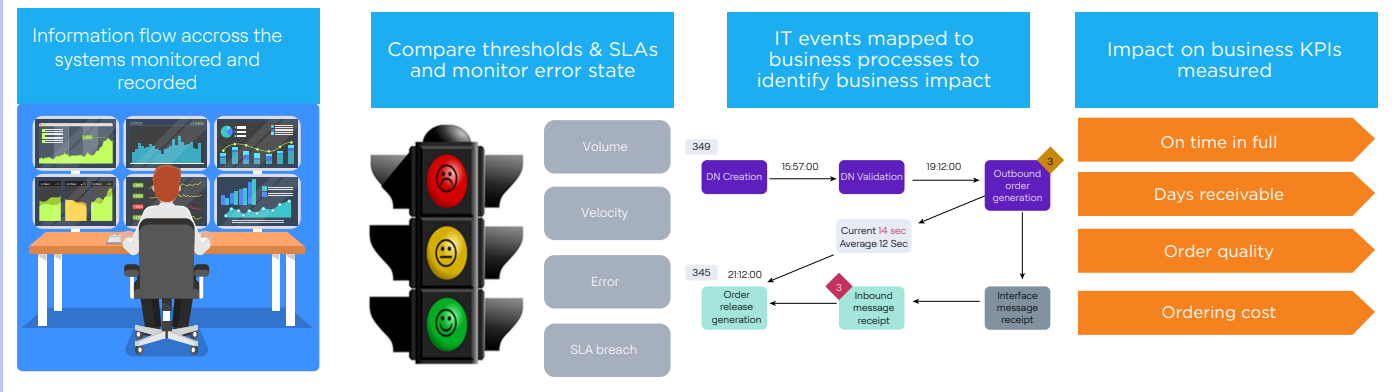 Information flow accross the
systems monitored and
recorded
Compare thresholds & SLAs
and monitor error state
Volume
Velocity
Error
SLA breach
IT events mapped to
business processes to
identify business impact
349
DN Creation
15:57:00
DN Validation
19:12:00
3
Outbound
order
generation
Current 14 sec
Average 12 Sec
345
21:12:00
Order
release
generation
3
Inbound
message
receipt
Interface
message
receipt
Impact on business KPIs
measured
On time in full
Days receivable
Order quality
Ordering cost